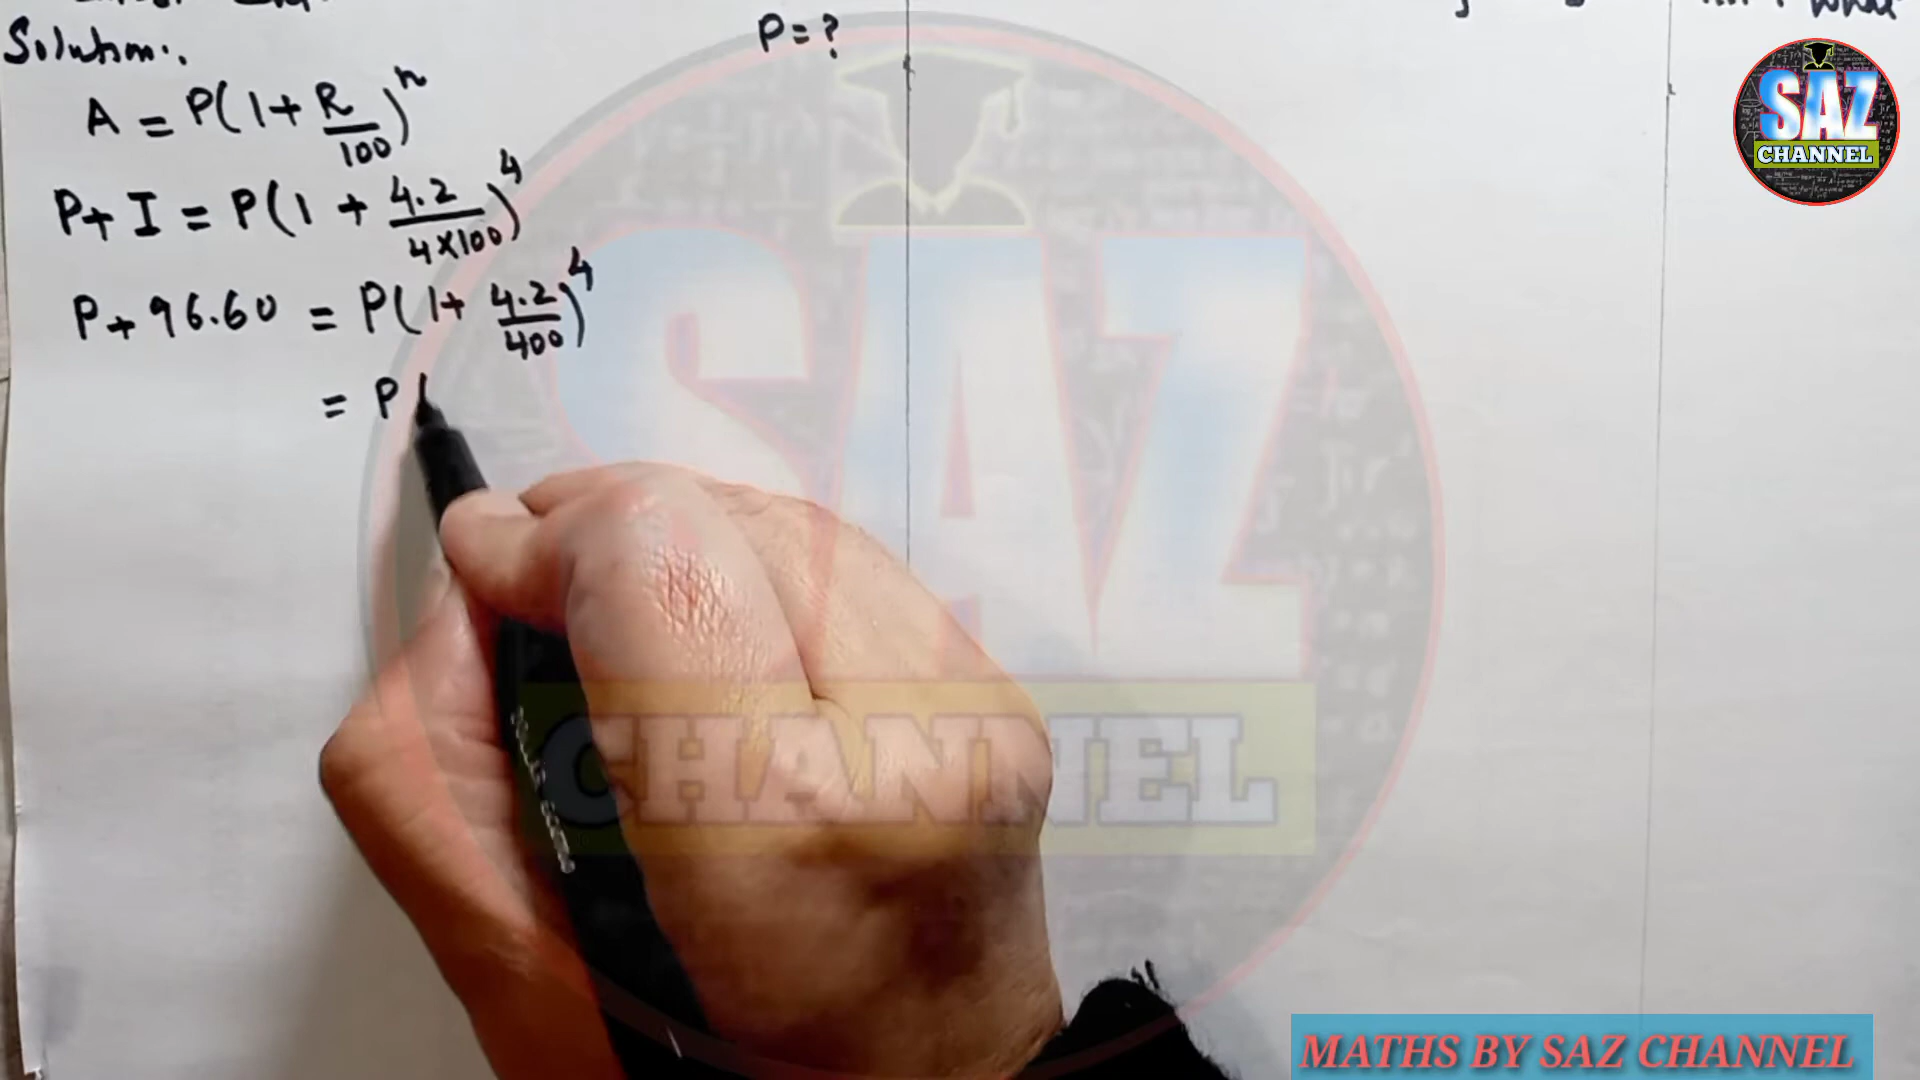 P = ?
Solution:
A = P(1 + R/100)^n
P + I = P(1 + 4.2/4×100)^4
P + 96.60 = P(1 + 4.2/400)^4
= P
SAZ
CHANNEL
SAZ
CHANNEL
MATHS BY SAZ CHANNEL